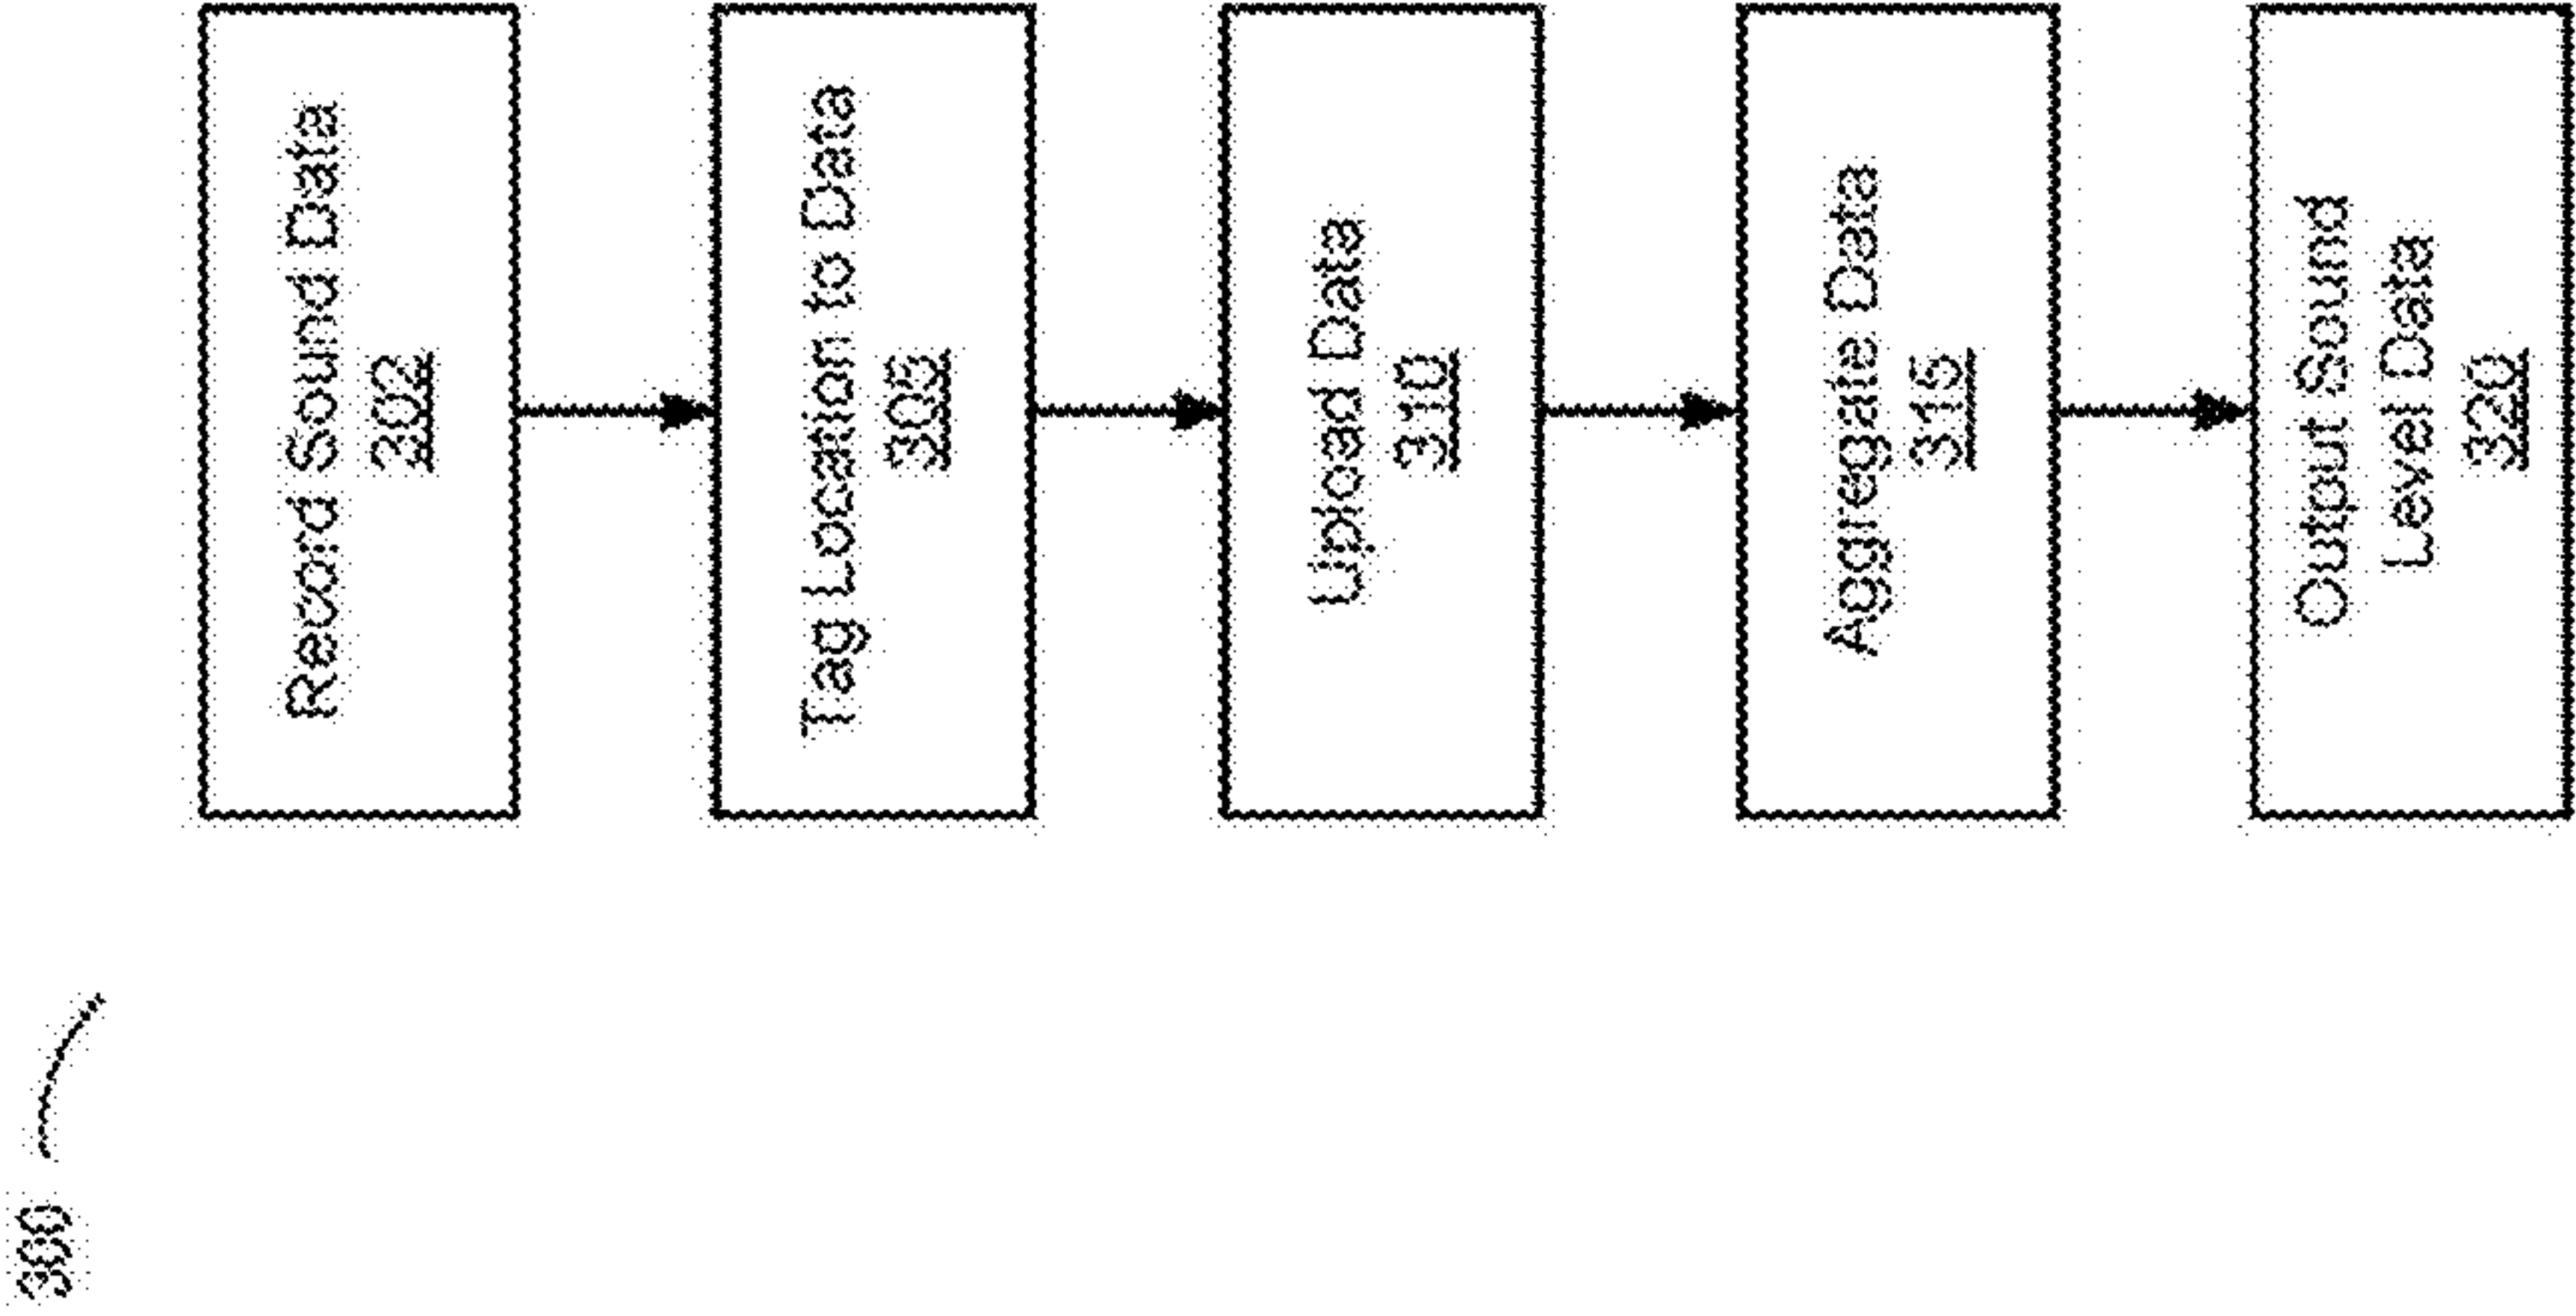 300
Record Sound Data
302
Tag Location to Data
305
Upload Data
310
Aggregate Data
315
Output Sound
Level Data
320